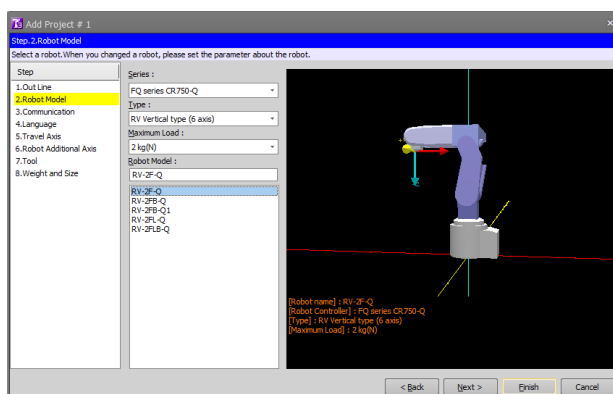 Add Project # 1
Step.2.Robot Model
Select a robot.When you changed a robot, please set the parameter about the robot.
Step
1.Out Line
2.Robot Model
3.Communication
4.Language
5.Travel Axis
6.Robot Additional Axis
7.Tool
8.Weight and Size
Series :
FQ series CR750-Q
Type :
RV Vertical type (6 axis)
Maximum Load :
2 kg(N)
Robot Model :
RV-2F-Q
RV-2F-Q
RV-2FB-Q
RV-2FB-Q1
RV-2FL-Q
RV-2FLB-Q
[Robot name] : RV-2F-Q
[Robot Controller] : FQ series CR750-Q
[Type] : RV Vertical type (6 axis)
[Maximum Load] : 2 kg(N)
< Back
Next >
Finish
Cancel